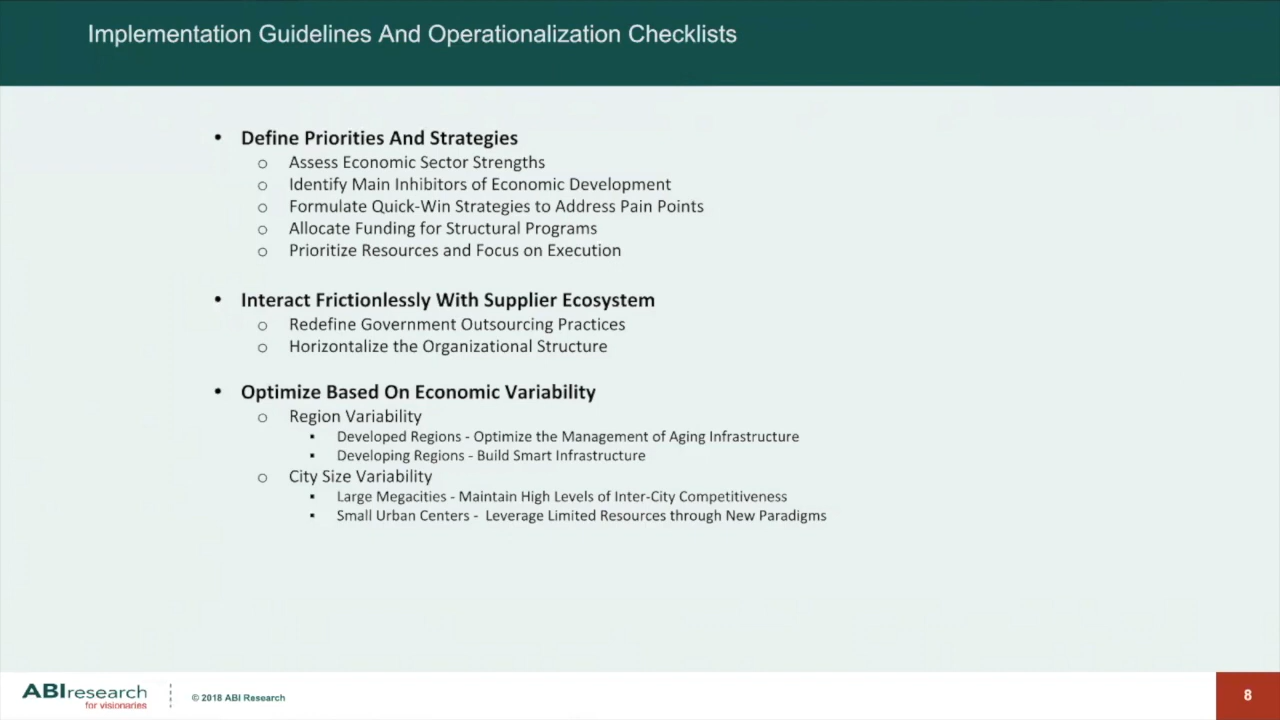 Implementation Guidelines And Operationalization Checklists
• Define Priorities And Strategies
o Assess Economic Sector Strengths
o Identify Main Inhibitors of Economic Development
o Formulate Quick-Win Strategies to Address Pain Points
o Allocate Funding for Structural Programs
o Prioritize Resources and Focus on Execution
• Interact Frictionlessly With Supplier Ecosystem
o Redefine Government Outsourcing Practices
o Horizontalize the Organizational Structure
• Optimize Based On Economic Variability
o Region Variability
▪ Developed Regions - Optimize the Management of Aging Infrastructure
▪ Developing Regions - Build Smart Infrastructure
o City Size Variability
▪ Large Megacities - Maintain High Levels of Inter-City Competitiveness
▪ Small Urban Centers - Leverage Limited Resources through New Paradigms
ABIresearch
for visionaries
© 2018 ABI Research
8